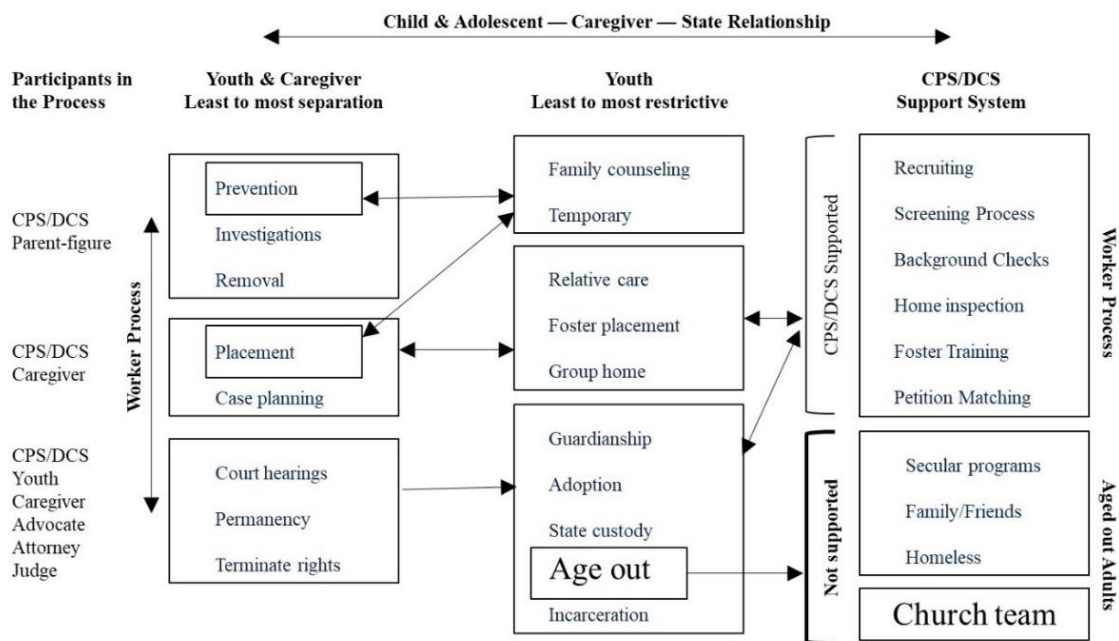 Child & Adolescent — Caregiver — State Relationship
Participants in
the Process
Youth & Caregiver
Least to most separation
Youth
Least to most restrictive
CPS/DCS
Support System
CPS/DCS
Parent-figure
CPS/DCS
Caregiver
CPS/DCS
Youth
Caregiver
Advocate
Attorney
Judge
Worker Process
Prevention
Investigations
Removal
Placement
Case planning
Court hearings
Permanency
Terminate rights
Family counseling
Temporary
Relative care
Foster placement
Group home
Guardianship
Adoption
State custody
Age out
Incarceration
CPS/DCS Supported
Not supported
Recruiting
Screening Process
Background Checks
Home inspection
Foster Training
Petition Matching
Secular programs
Family/Friends
Homeless
Church team
Worker Process
Aged out Adults